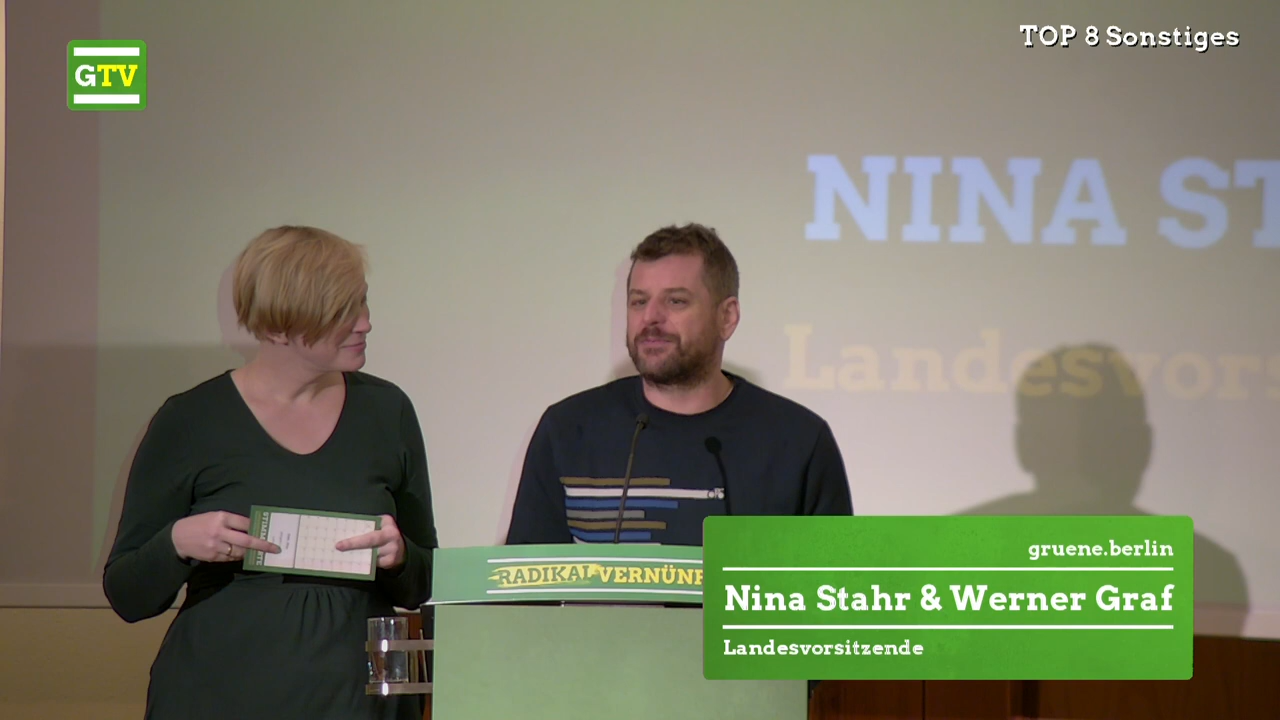 GTV
TOP 8 Sonstiges
NINA ST
Landesvors
RADIKAL VERNÜNF
gruene.berlin
Nina Stahr & Werner Graf
Landesvorsitzende